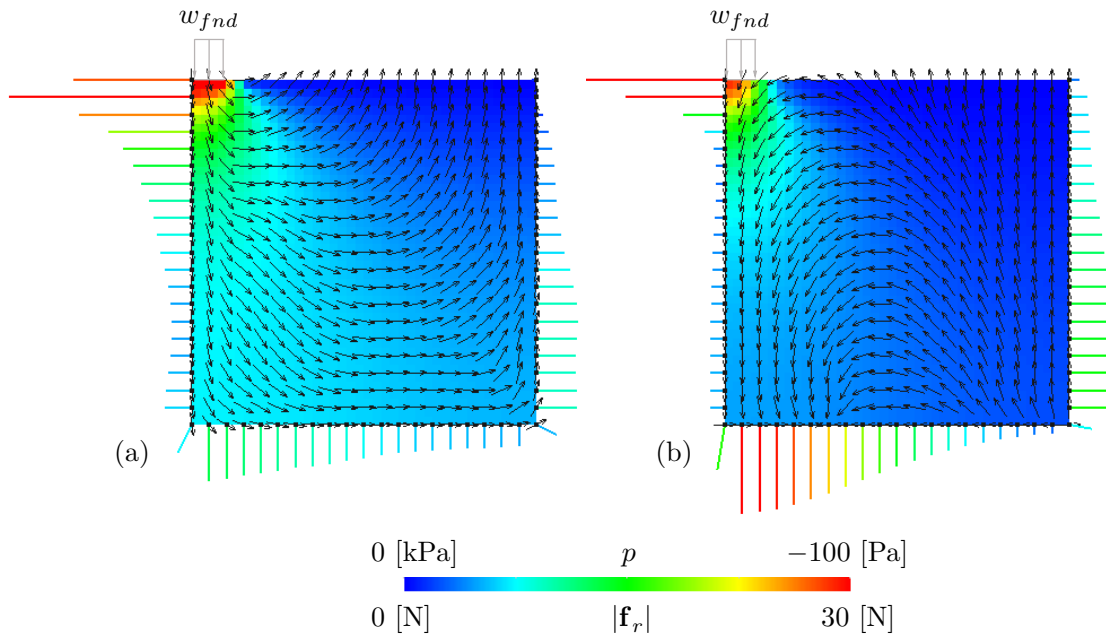 w_{fnd} w_{fnd}
(a) (b)
0 [kPa] p −100 [Pa]
0 [N] |f_r| 30 [N]